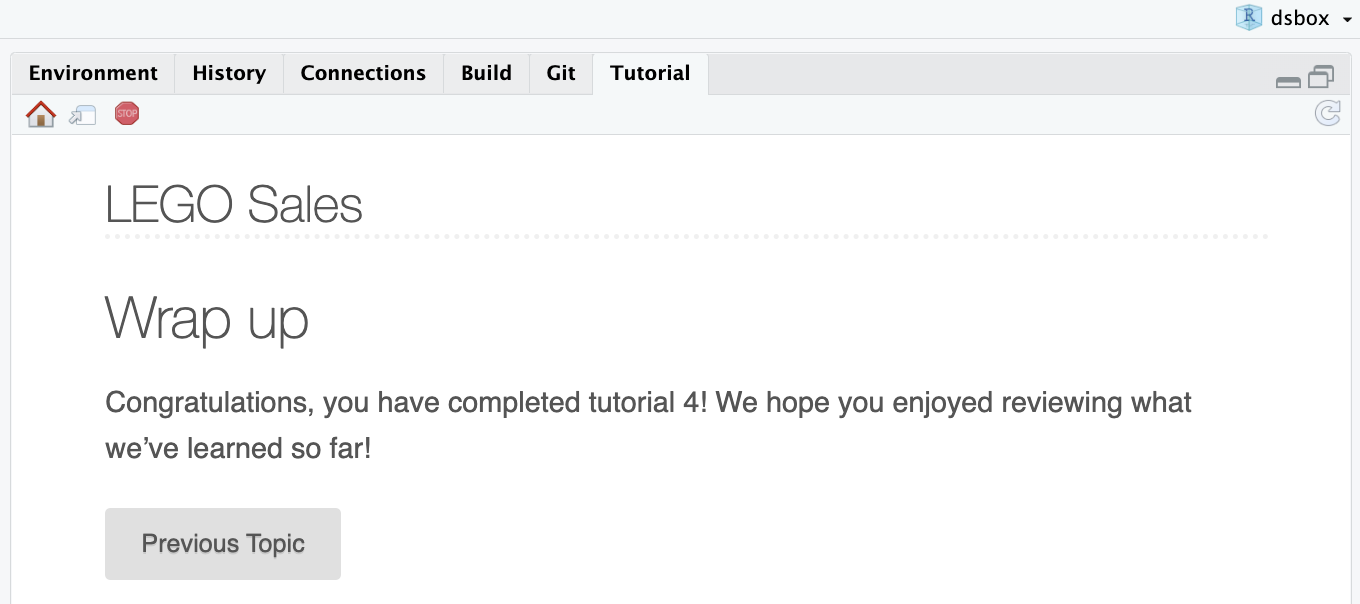 dsbox
Environment History Connections Build Git Tutorial
STOP
LEGO Sales
Wrap up
Congratulations, you have completed tutorial 4! We hope you enjoyed reviewing what
we’ve learned so far!
Previous Topic